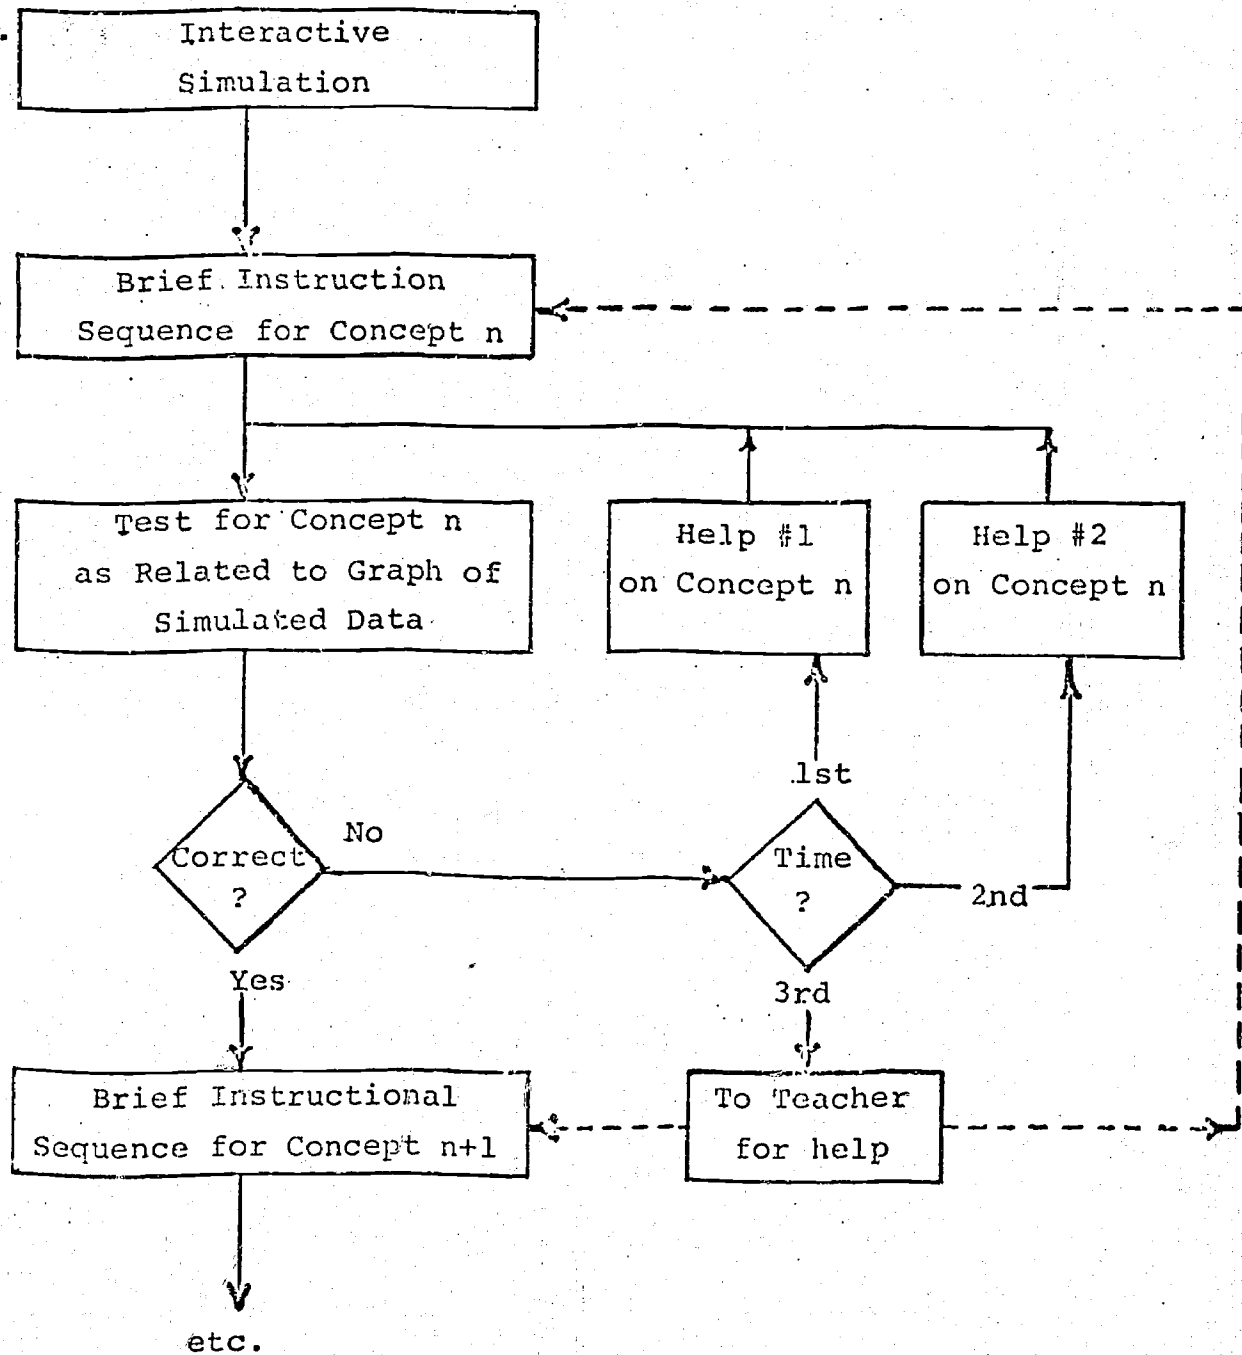 Interactive
Simulation
Brief Instruction
Sequence for Concept n
Test for Concept n
as Related to Graph of
Simulated Data
Help #1
on Concept n
Help #2
on Concept n
1st
Correct
?
No
Time
?
2nd
Yes
3rd
Brief Instructional
Sequence for Concept n+1
To Teacher
for help
etc.